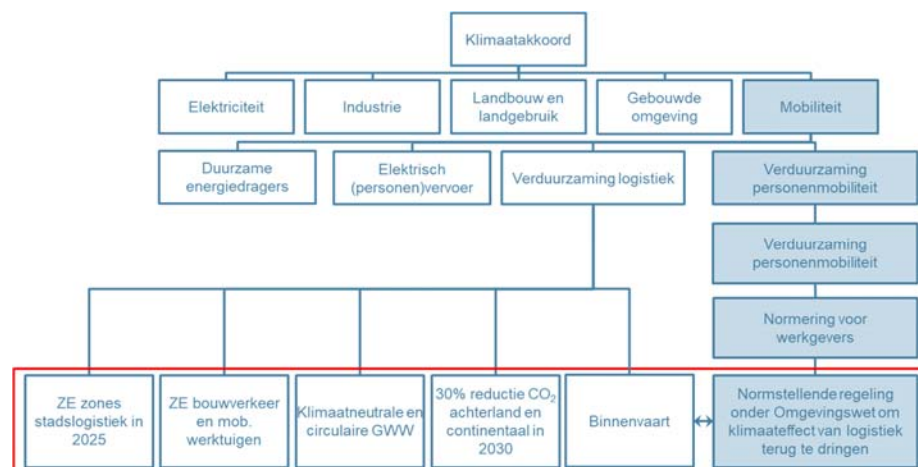 Klimaatakkoord
Elektriciteit
Industrie
Landbouw en
landgebruik
Gebouwde
omgeving
Mobiliteit
Duurzame
energiedragers
Elektrisch
(personen)vervoer
Verduurzaming logistiek
Verduurzaming
personenmobiliteit
Verduurzaming
personenmobiliteit
Normering voor
werkgevers
ZE zones
stadslogistiek in
2025
ZE bouwverkeer
en mob.
werktuigen
Klimaatneutrale en
circulaire GWW
30% reductie CO₂
achterland en
continentaal in
2030
Binnenvaart
Normstellende regeling
onder Omgevingswet om
klimaateffect van logistiek
terug te dringen